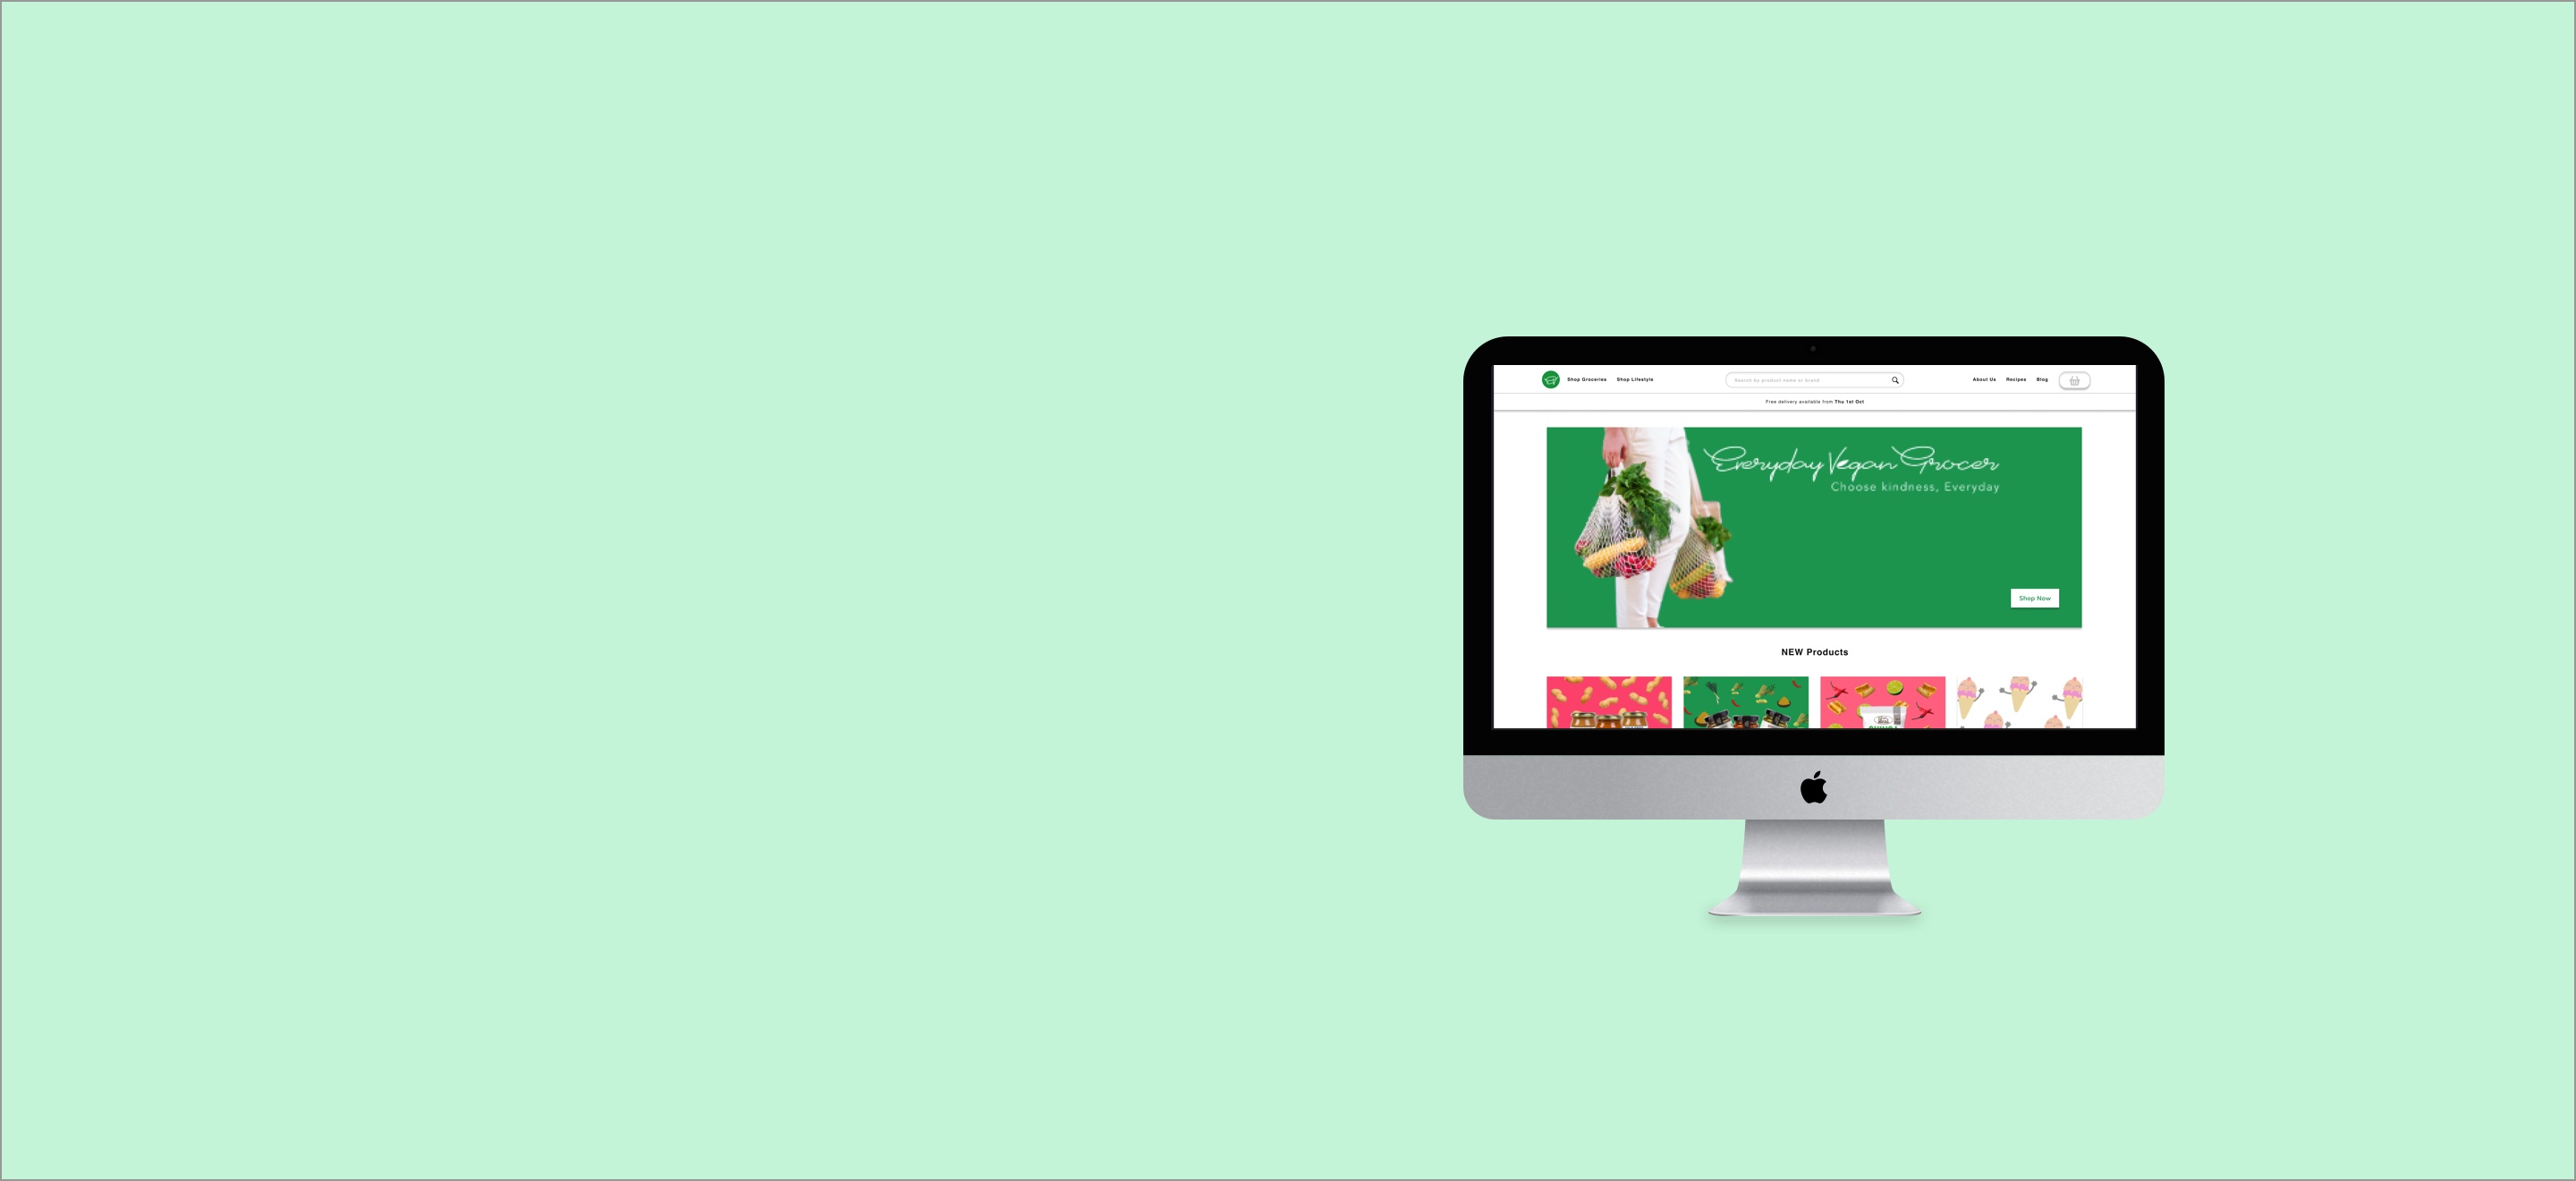 Shop Groceries Shop Lifestyle Search by product name or brand About Us Recipes Blog
Free delivery available from Thu 1st Oct
Everyday Vegan Grocer
Choose kindness, Everyday
Shop Now
NEW Products